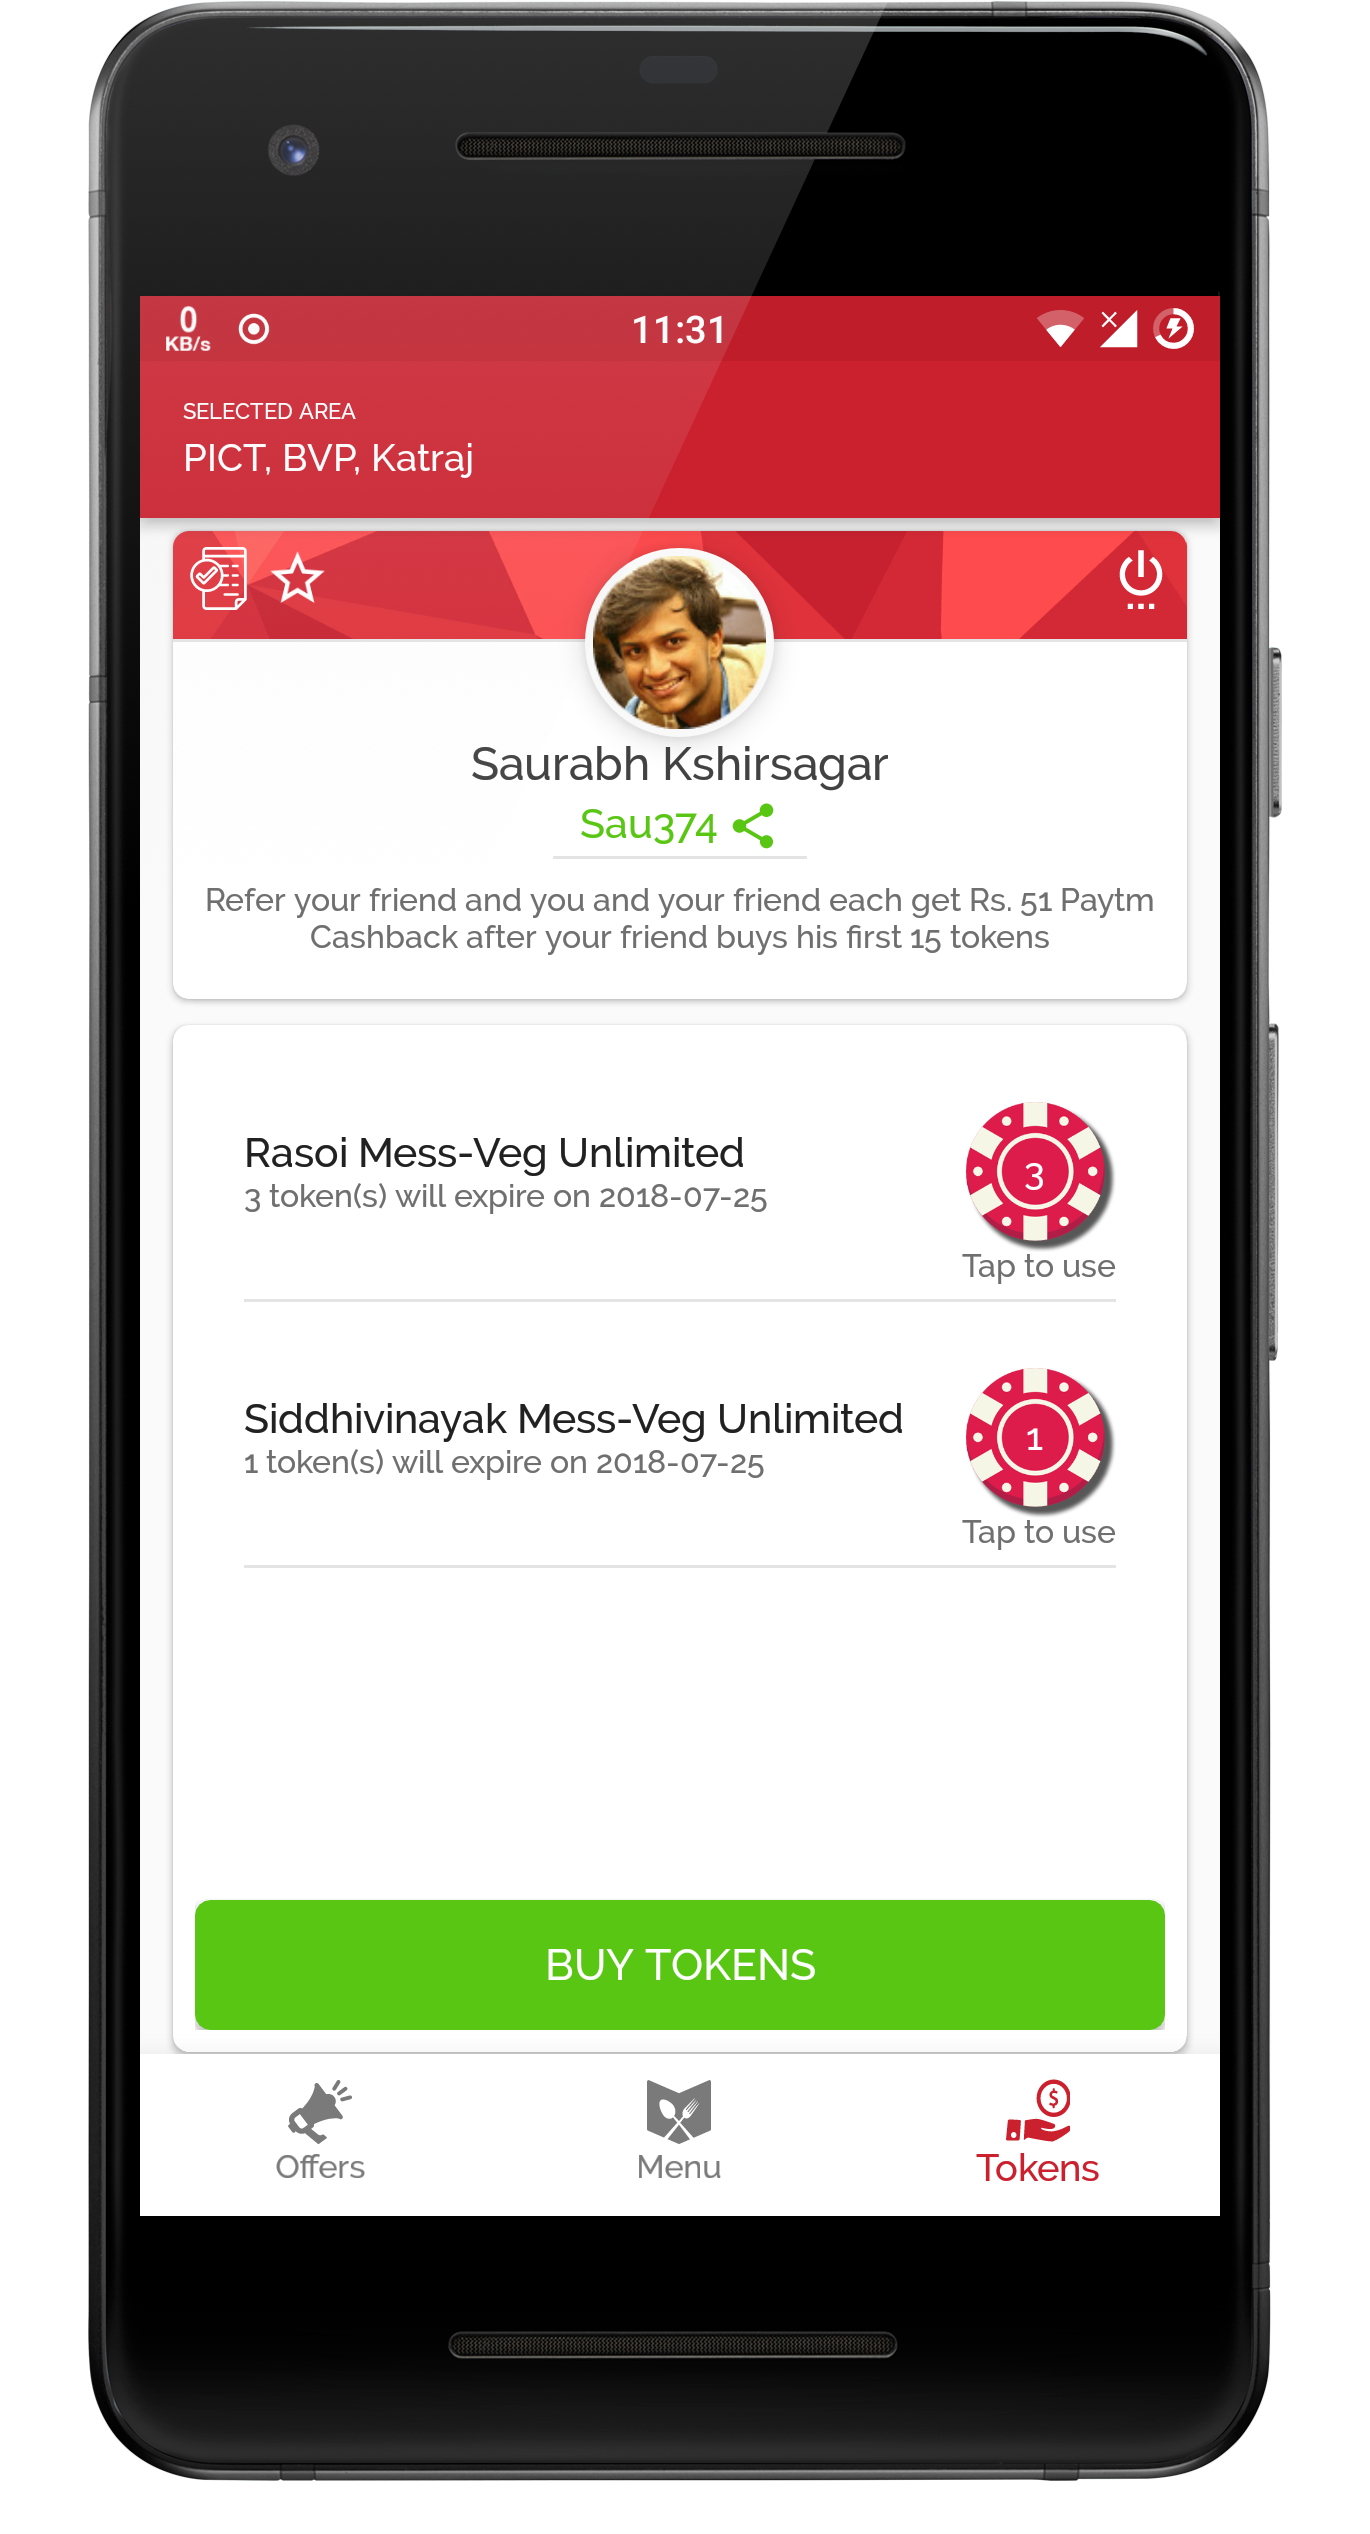 0
KB/s
11:31
SELECTED AREA
PICT, BVP, Katraj
Saurabh Kshirsagar
Sau374
Refer your friend and you and your friend each get Rs. 51 Paytm
Cashback after your friend buys his first 15 tokens
Rasoi Mess-Veg Unlimited
3 token(s) will expire on 2018-07-25
3
Tap to use
Siddhivinayak Mess-Veg Unlimited
1 token(s) will expire on 2018-07-25
1
Tap to use
BUY TOKENS
$
Offers
Menu
Tokens